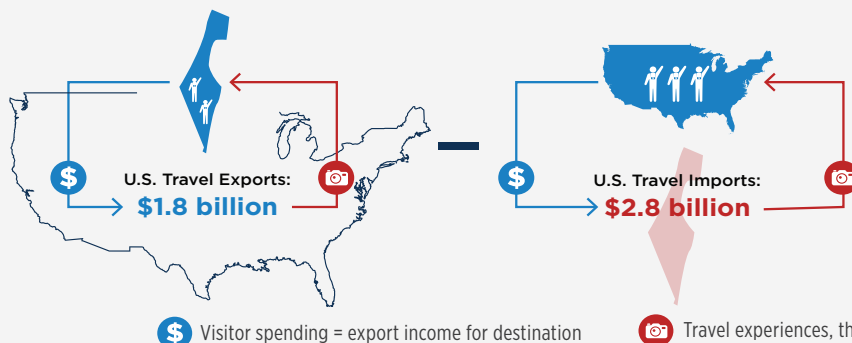 U.S. Travel Exports:
$1.8 billion
U.S. Travel Imports:
$2.8 billion
$
$
$ Visitor spending = export income for destination
Travel experiences, th